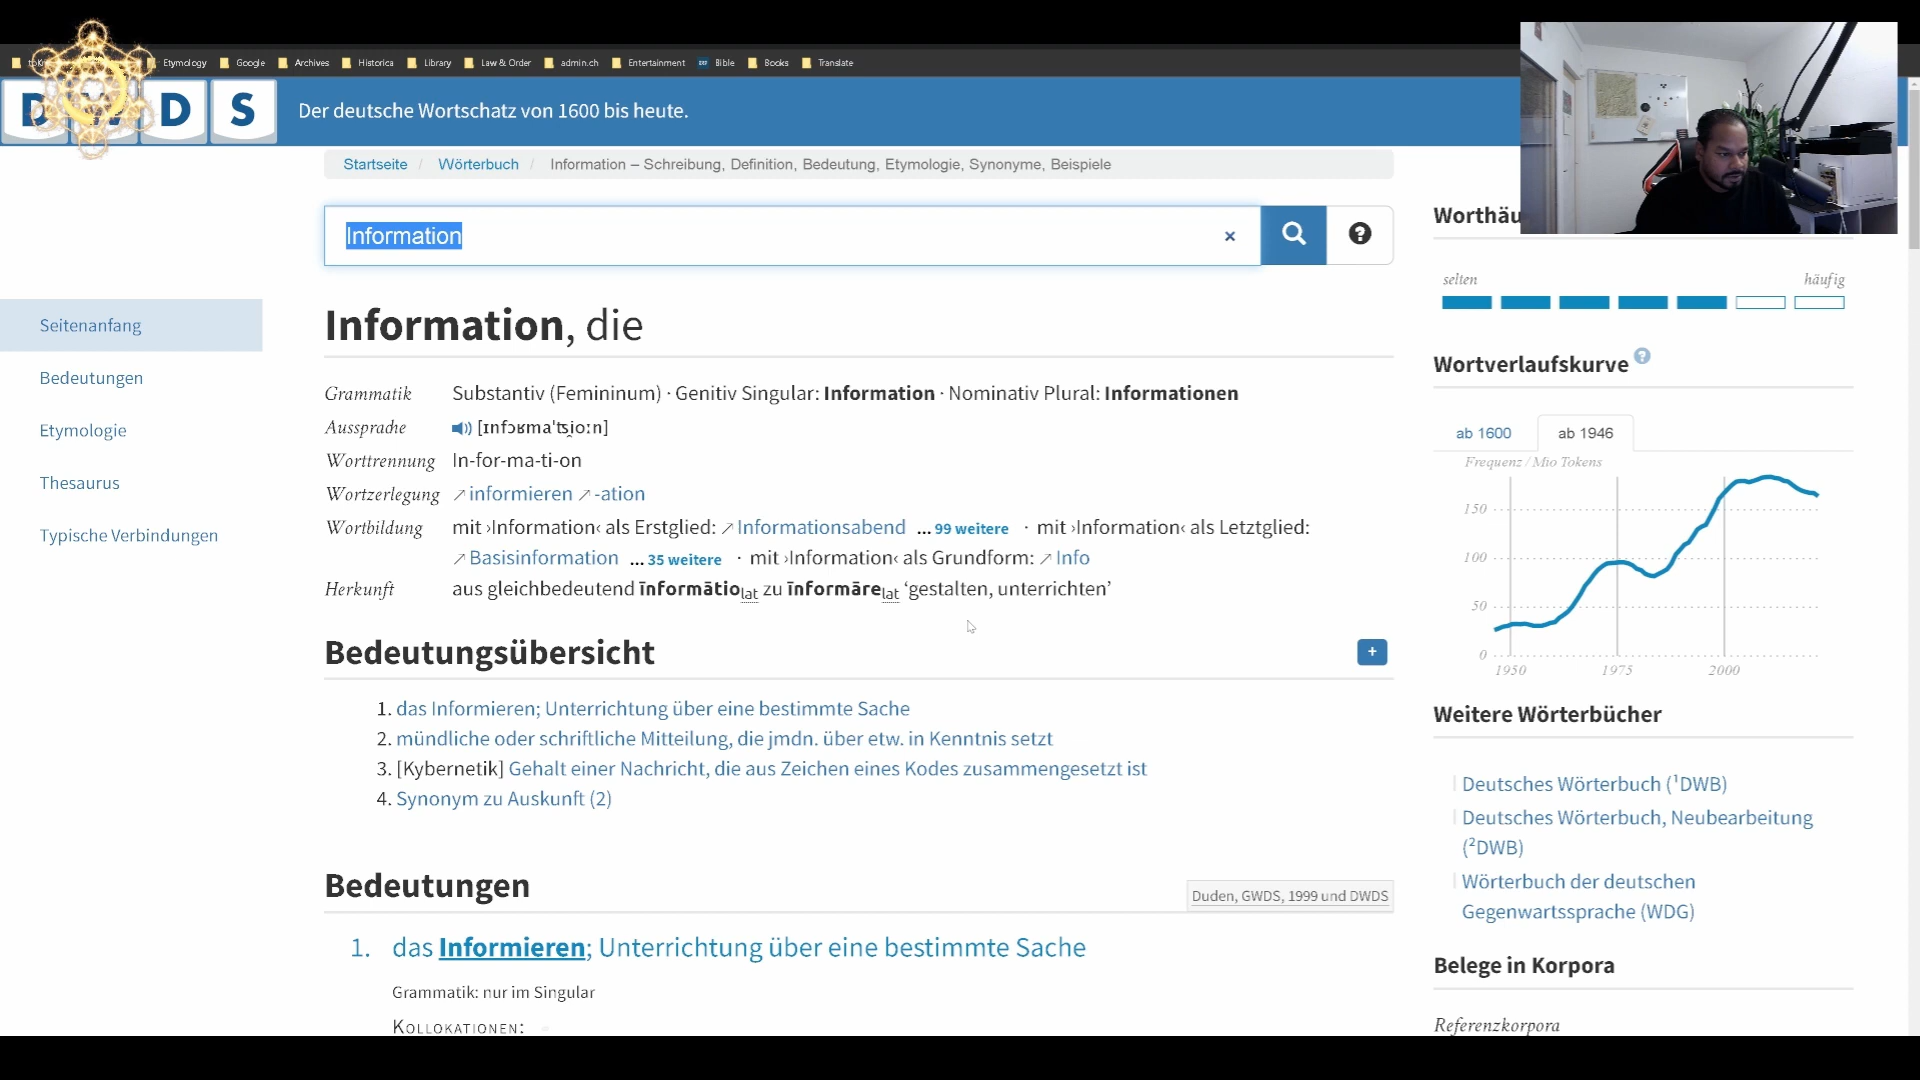 Etymology Google Archives Historica Library Law & Order admin.ch Entertainment Bible Books Translate
D W D S Der deutsche Wortschatz von 1600 bis heute.
Startseite / Wörterbuch / Information – Schreibung, Definition, Bedeutung, Etymologie, Synonyme, Beispiele
Information ×
Seitenanfang
Bedeutungen
Etymologie
Thesaurus
Typische Verbindungen
Information, die
Grammatik Substantiv (Femininum) · Genitiv Singular: Information · Nominativ Plural: Informationen
Aussprache [ɪnfɔʁmaˈʦi̯oːn]
Worttrennung In-for-ma-ti-on
Wortzerlegung ↗informieren ↗-ation
Wortbildung mit ›Information‹ als Erstglied: ↗Informationsabend ... 99 weitere · mit ›Information‹ als Letztglied:
↗Basisinformation ... 35 weitere · mit ›Information‹ als Grundform: ↗Info
Herkunft aus gleichbedeutend īnfōrmātio lat zu īnfōrmāre lat ‘gestalten, unterrichten’
Bedeutungsübersicht +
1. das Informieren; Unterrichtung über eine bestimmte Sache
2. mündliche oder schriftliche Mitteilung, die jmdn. über etw. in Kenntnis setzt
3. [Kybernetik] Gehalt einer Nachricht, die aus Zeichen eines Kodes zusammengesetzt ist
4. Synonym zu Auskunft (2)
Bedeutungen Duden, GWDS, 1999 und DWDS
1. das Informieren; Unterrichtung über eine bestimmte Sache
Grammatik: nur im Singular
Kollokationen:
selten häufig
Wortverlaufskurve ?
ab 1600 ab 1946
Frequenz / Mio Tokens
150
100
50
0
1950 1975 2000
Weitere Wörterbücher
Deutsches Wörterbuch (¹DWB)
Deutsches Wörterbuch, Neubearbeitung
(²DWB)
Wörterbuch der deutschen
Gegenwartssprache (WDG)
Belege in Korpora
Referenzkorpora